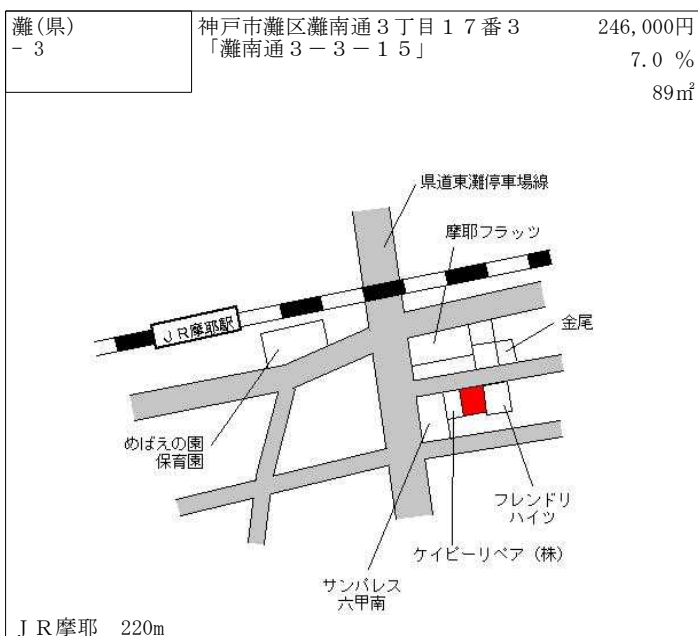 灘(県)
- 3
神戸市灘区灘南通３丁目１７番３
「灘南通３－３－１５」
246,000円
7.0 %
89㎡
県道東灘停車場線
摩耶フラッツ
ＪＲ摩耶駅
金尾
めばえの園
保育園
フレンドリ
ハイツ
ケイビーリペア（株）
サンパレス
六甲南
ＪＲ摩耶　220m